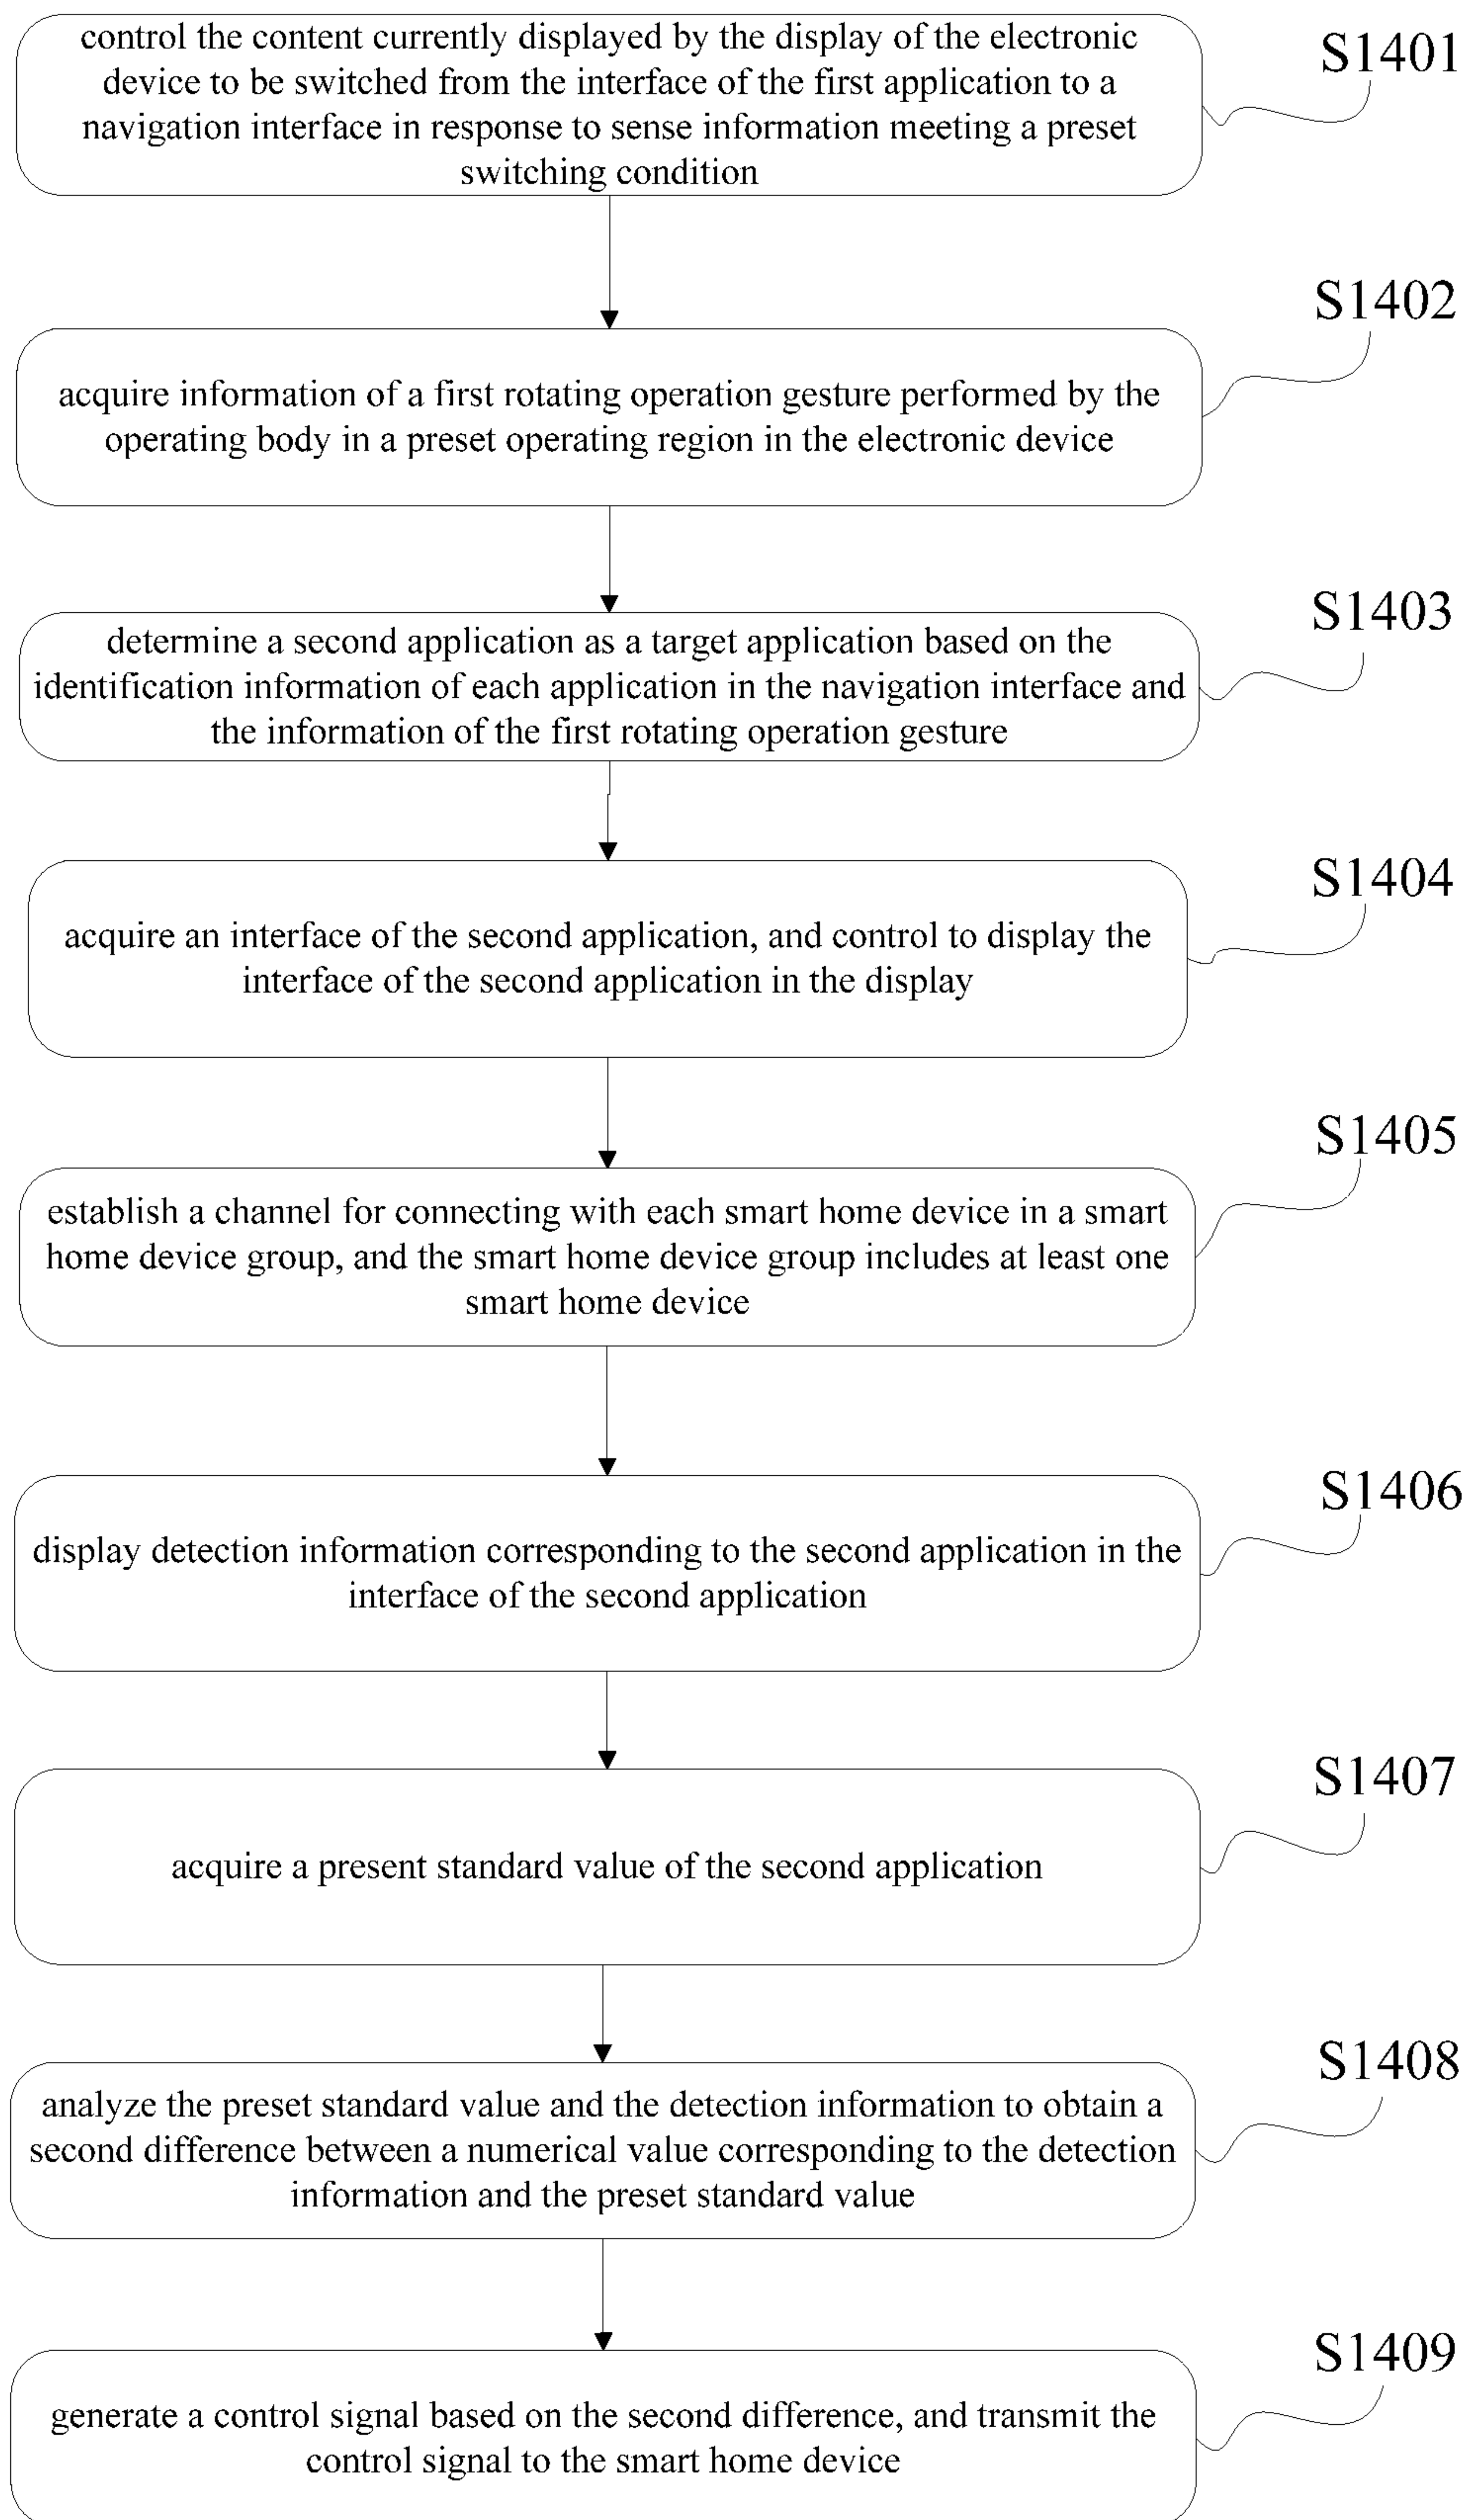 control the content currently displayed by the display of the electronic
device to be switched from the interface of the first application to a
navigation interface in response to sense information meeting a preset
switching condition
S1401
acquire information of a first rotating operation gesture performed by the
operating body in a preset operating region in the electronic device
S1402
determine a second application as a target application based on the
identification information of each application in the navigation interface and
the information of the first rotating operation gesture
S1403
acquire an interface of the second application, and control to display the
interface of the second application in the display
S1404
establish a channel for connecting with each smart home device in a smart
home device group, and the smart home device group includes at least one
smart home device
S1405
display detection information corresponding to the second application in the
interface of the second application
S1406
acquire a present standard value of the second application
S1407
analyze the preset standard value and the detection information to obtain a
second difference between a numerical value corresponding to the detection
information and the preset standard value
S1408
generate a control signal based on the second difference, and transmit the
control signal to the smart home device
S1409